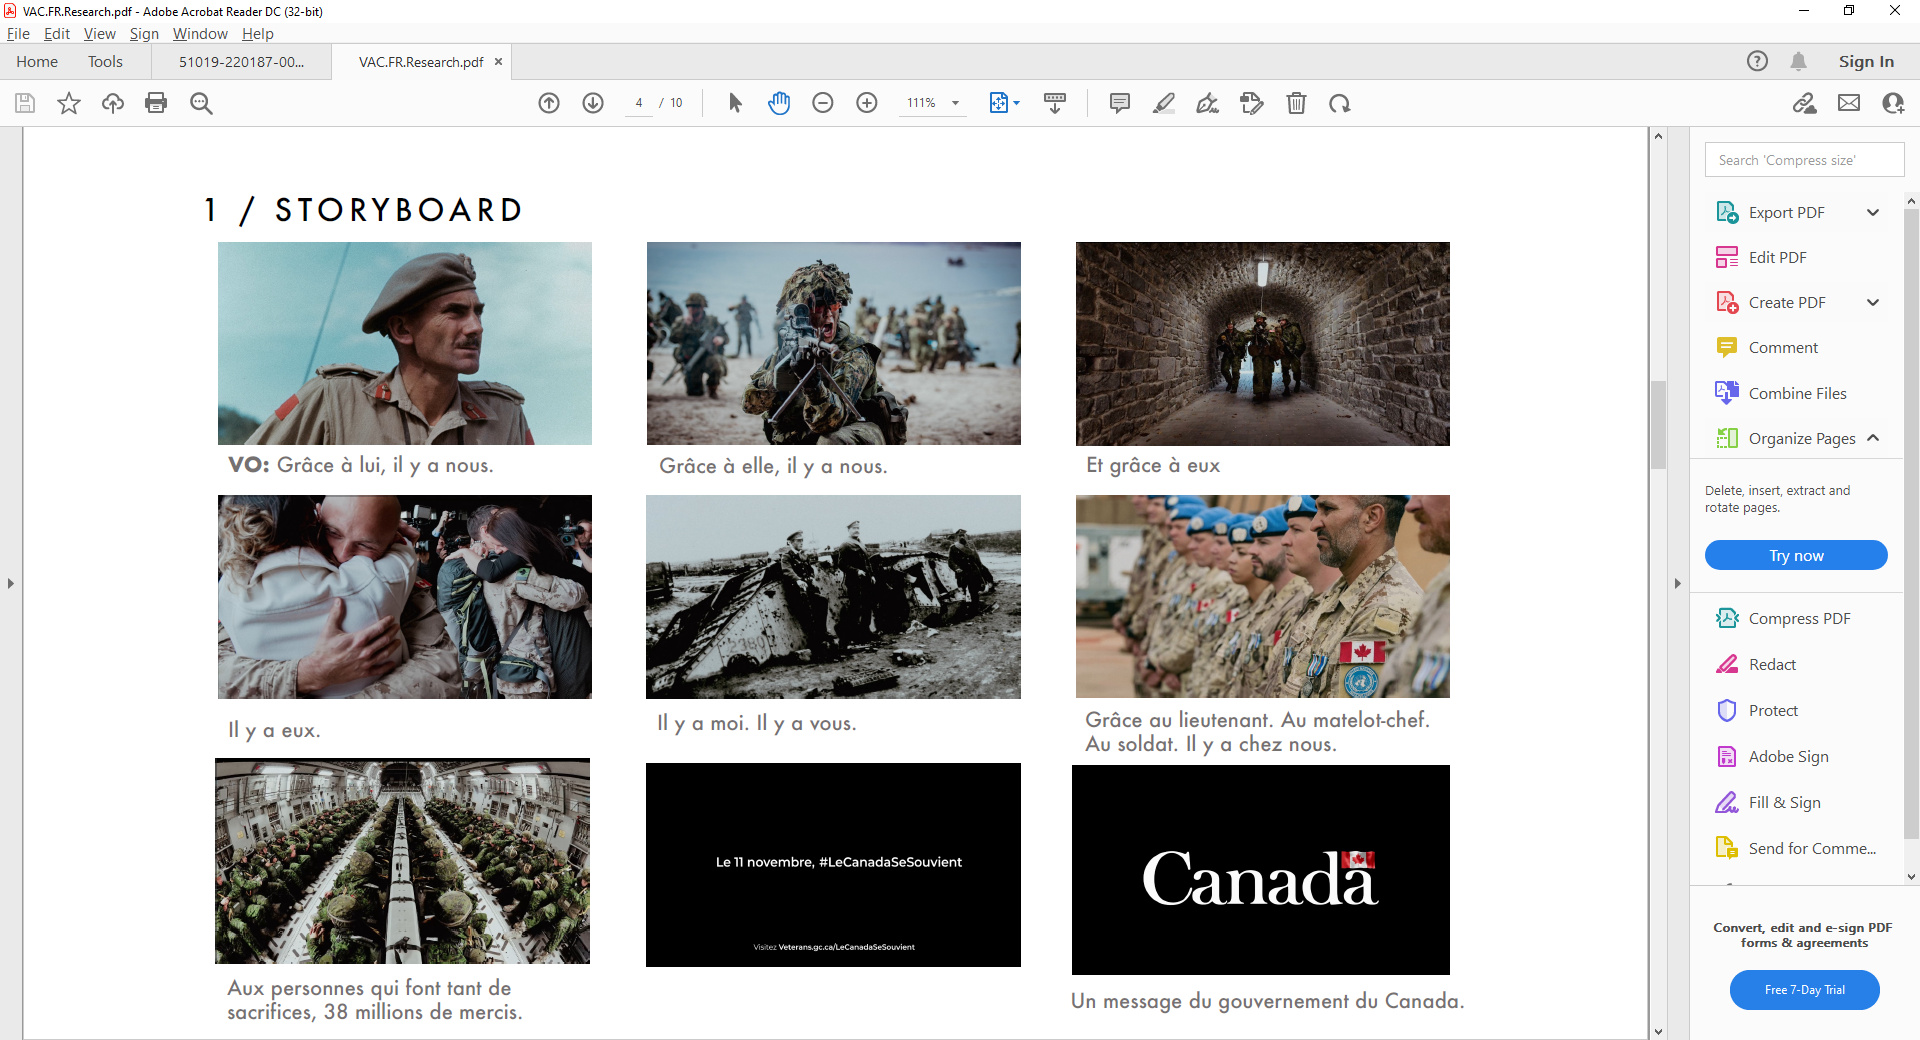 VAC.FR.Research.pdf - Adobe Acrobat Reader DC (32-bit)
File Edit View Sign Window Help
Home Tools 51019-220187-00... VAC.FR.Research.pdf ×
Sign In
4 / 10 111%
Search 'Compress size'
1 / STORYBOARD
VO: Grâce à lui, il y a nous.
Grâce à elle, il y a nous.
Et grâce à eux
Il y a eux.
Il y a moi. Il y a vous.
Grâce au lieutenant. Au matelot-chef.
Au soldat. Il y a chez nous.
Aux personnes qui font tant de
sacrifices, 38 millions de mercis.
Le 11 novembre, #LeCanadaSeSouvient
Visitez Veterans.gc.ca/LeCanadaSeSouvient
Canada
Un message du gouvernement du Canada.
Export PDF
Edit PDF
Create PDF
Comment
Combine Files
Organize Pages
Delete, insert, extract and
rotate pages.
Try now
Compress PDF
Redact
Protect
Adobe Sign
Fill & Sign
Send for Comme...
Convert, edit and e-sign PDF
forms & agreements
Free 7-Day Trial